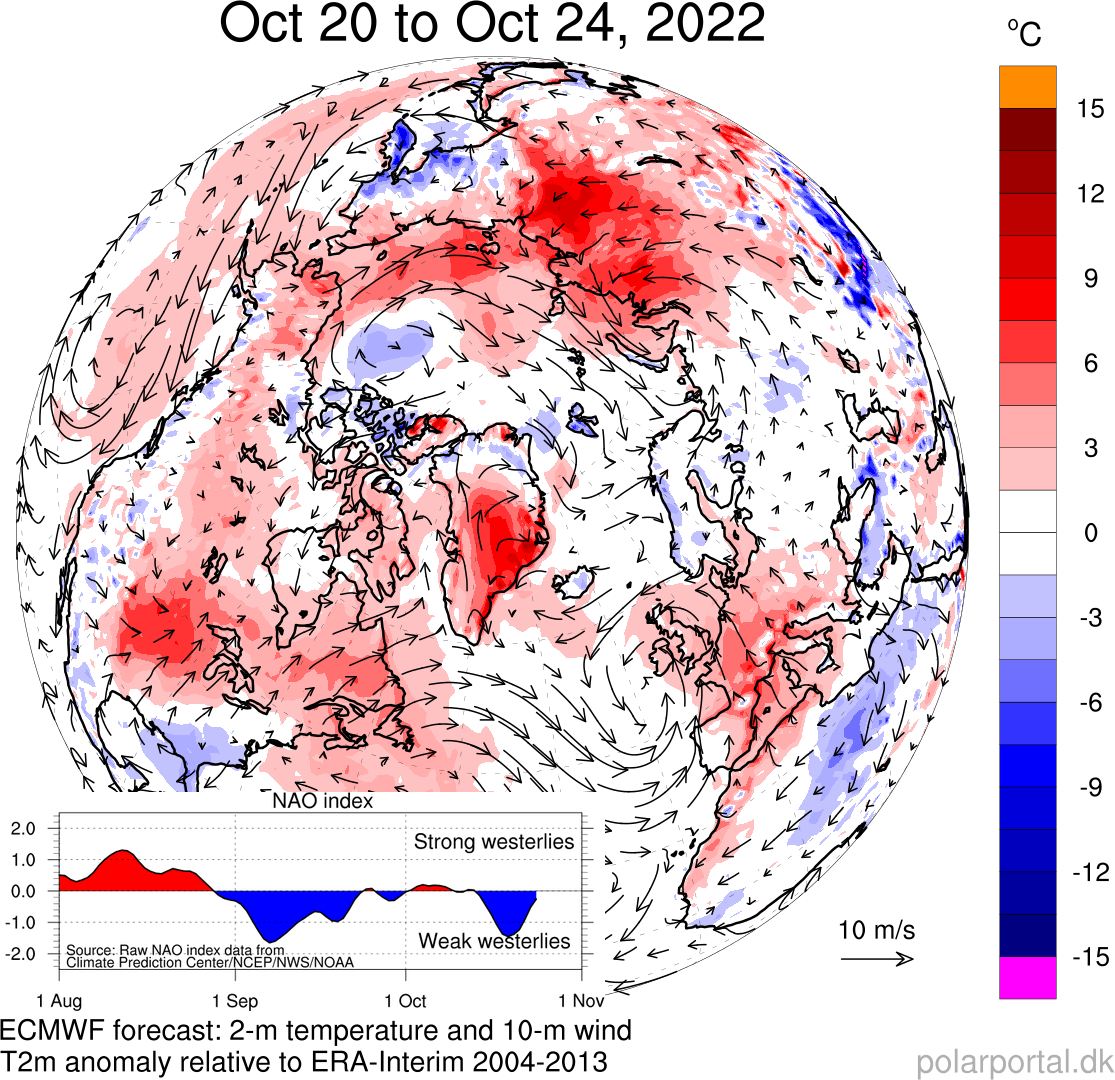 Oct 20 to Oct 24, 2022
oC
15
12
9
6
3
0
-3
-6
-9
-12
-15
NAO index
2.0
1.0
0.0
-1.0
-2.0
Strong westerlies
Weak westerlies
Source: Raw NAO index data from
Climate Prediction Center/NCEP/NWS/NOAA
1 Aug
1 Sep
1 Oct
1 Nov
10 m/s
ECMWF forecast: 2-m temperature and 10-m wind
T2m anomaly relative to ERA-Interim 2004-2013
polarportal.dk